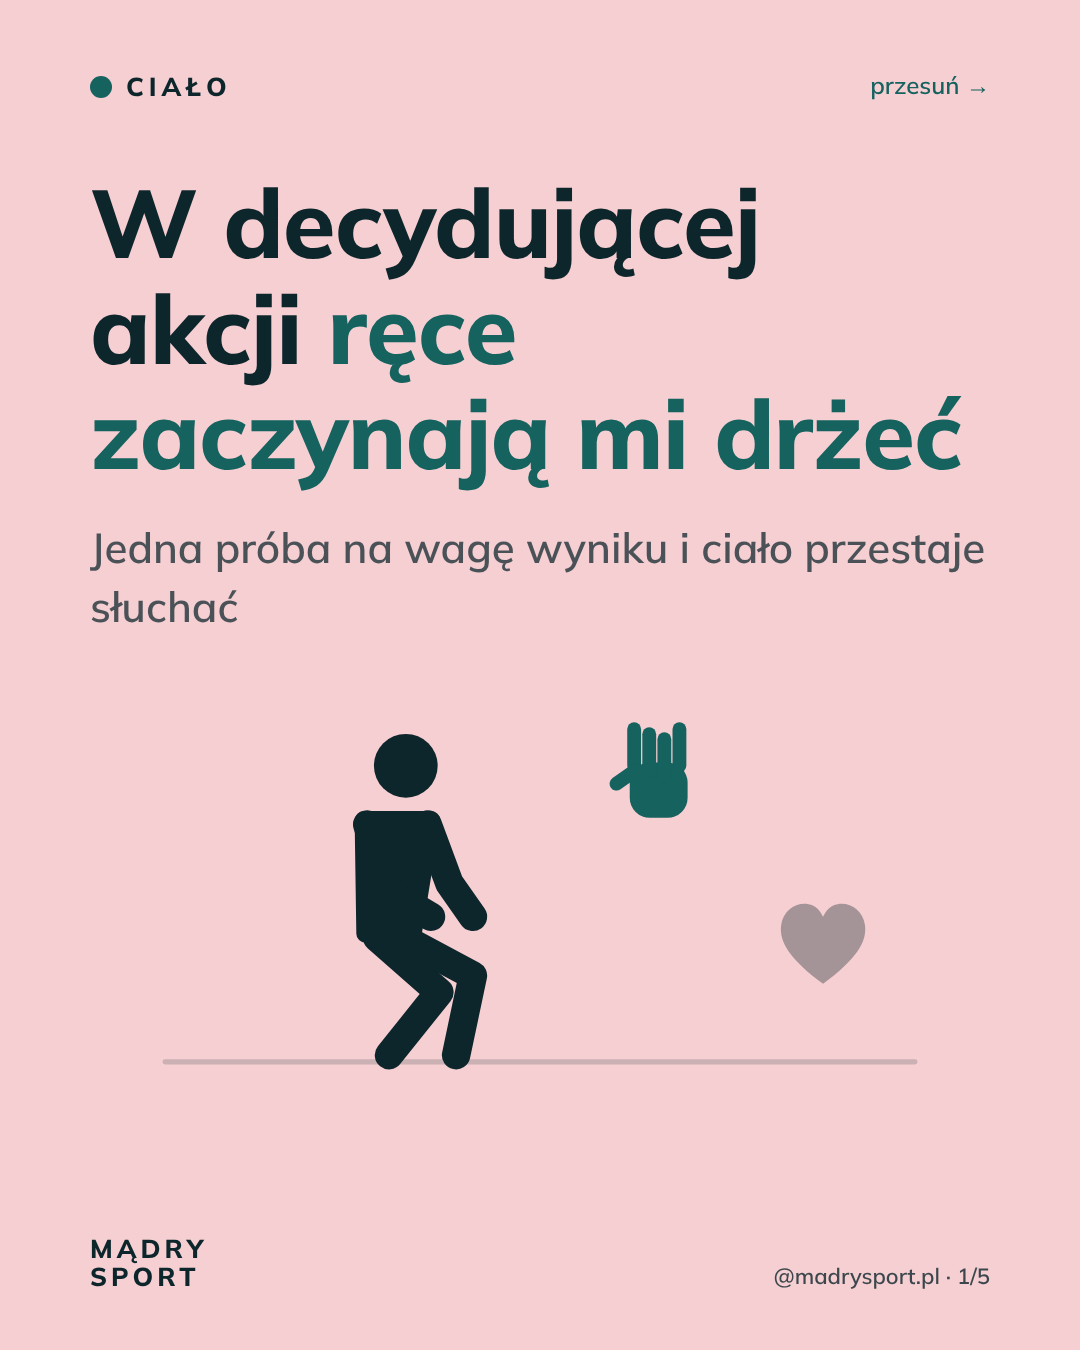 CIAŁO
przesuń →
W decydującej
akcji ręce
zaczynają mi drżeć
Jedna próba na wagę wyniku i ciało przestaje
słuchać
MĄDRY
SPORT
@madrysport.pl · 1/5